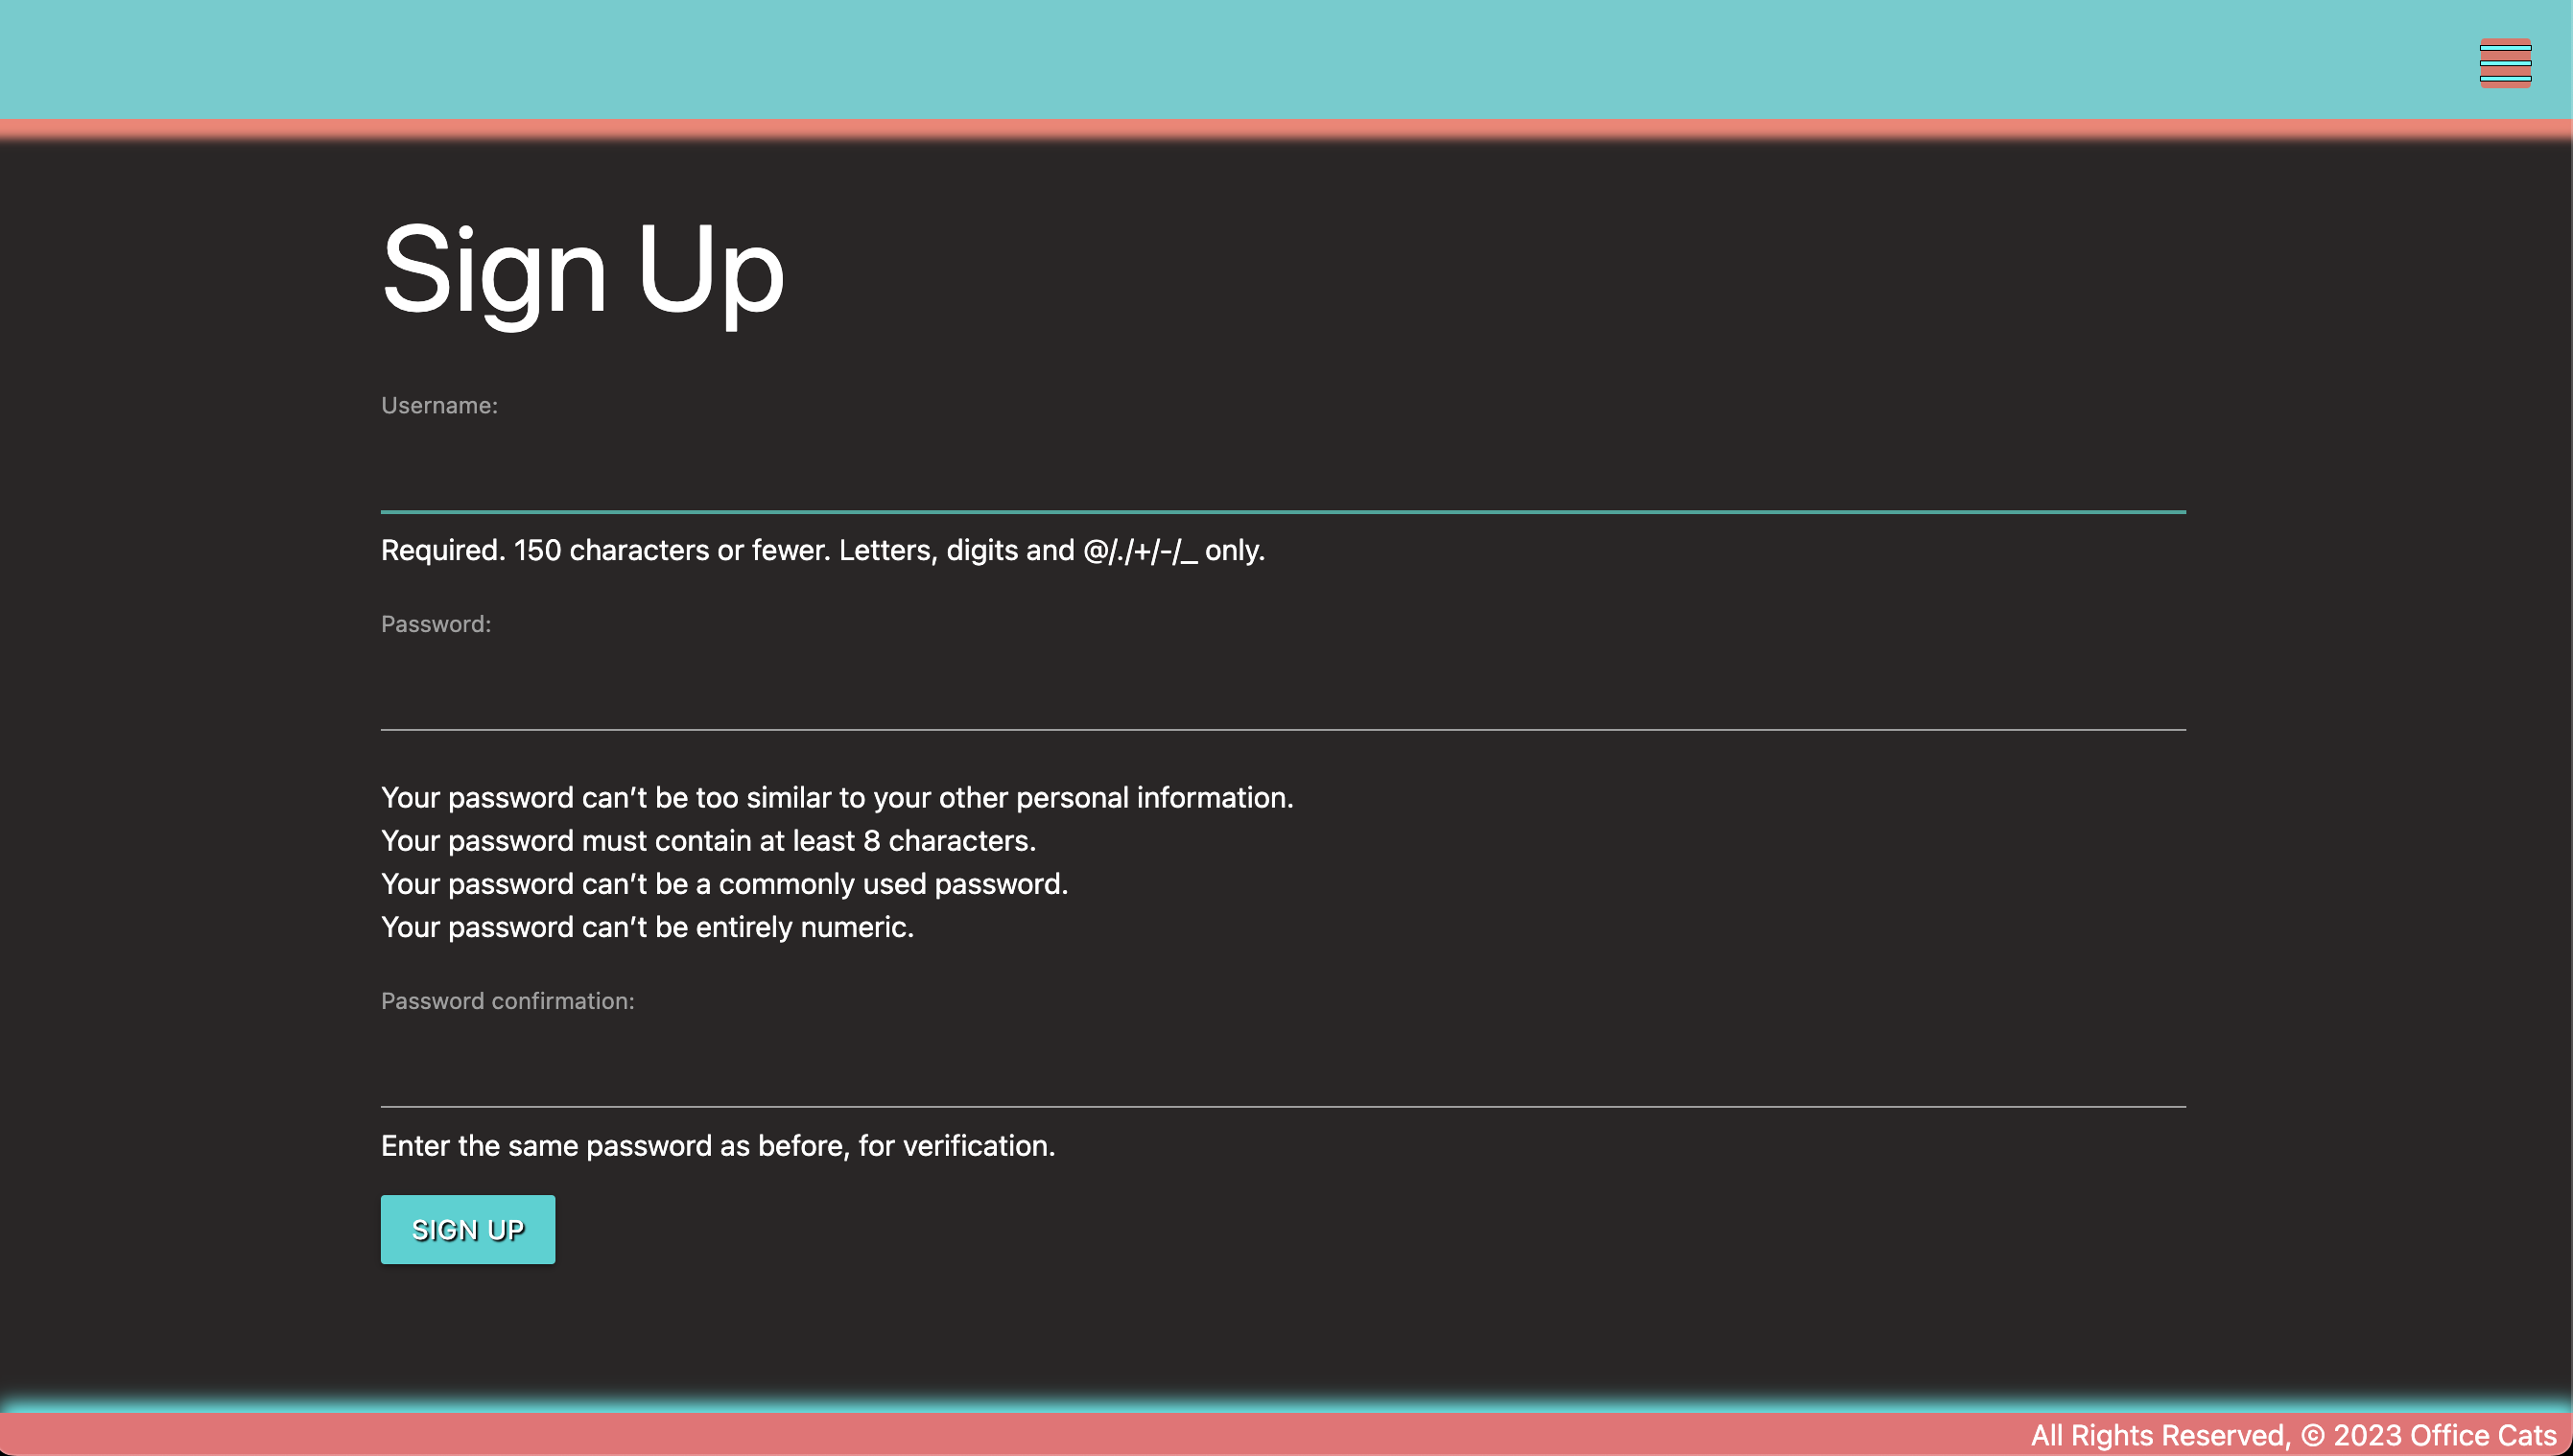 Sign Up
Username:
Required. 150 characters or fewer. Letters, digits and @/./+/-/_ only.
Password:
Your password can’t be too similar to your other personal information.
Your password must contain at least 8 characters.
Your password can’t be a commonly used password.
Your password can’t be entirely numeric.
Password confirmation:
Enter the same password as before, for verification.
SIGN UP
All Rights Reserved, © 2023 Office Cats